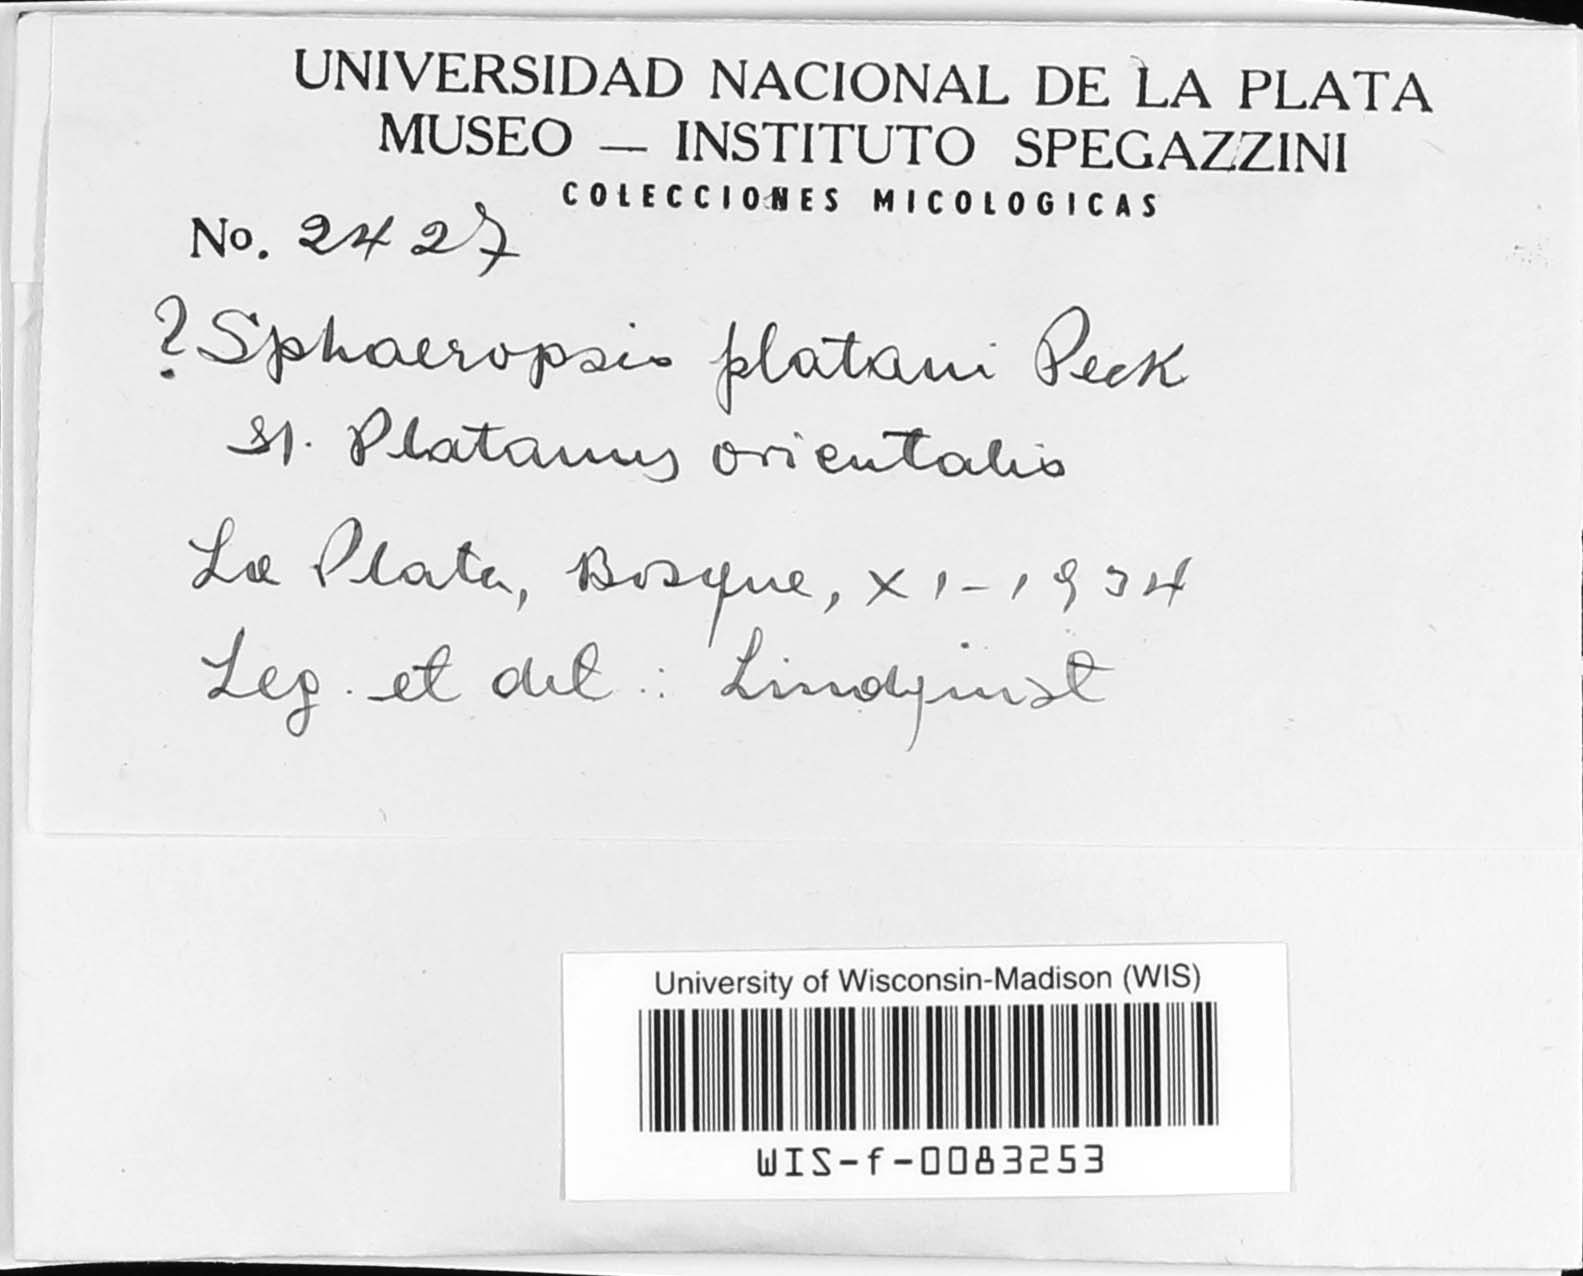 UNIVERSIDAD NACIONAL DE LA PLATA
MUSEO — INSTITUTO SPEGAZZINI
COLECCIONES MICOLOGICAS
No. 2427
? Sphaeropsis platani Peck
Platanus orientalis
La Plata, Bosque, XI-1934
Leg. et det.: Lindquist
University of Wisconsin-Madison (WIS)
WIS-f-0083253